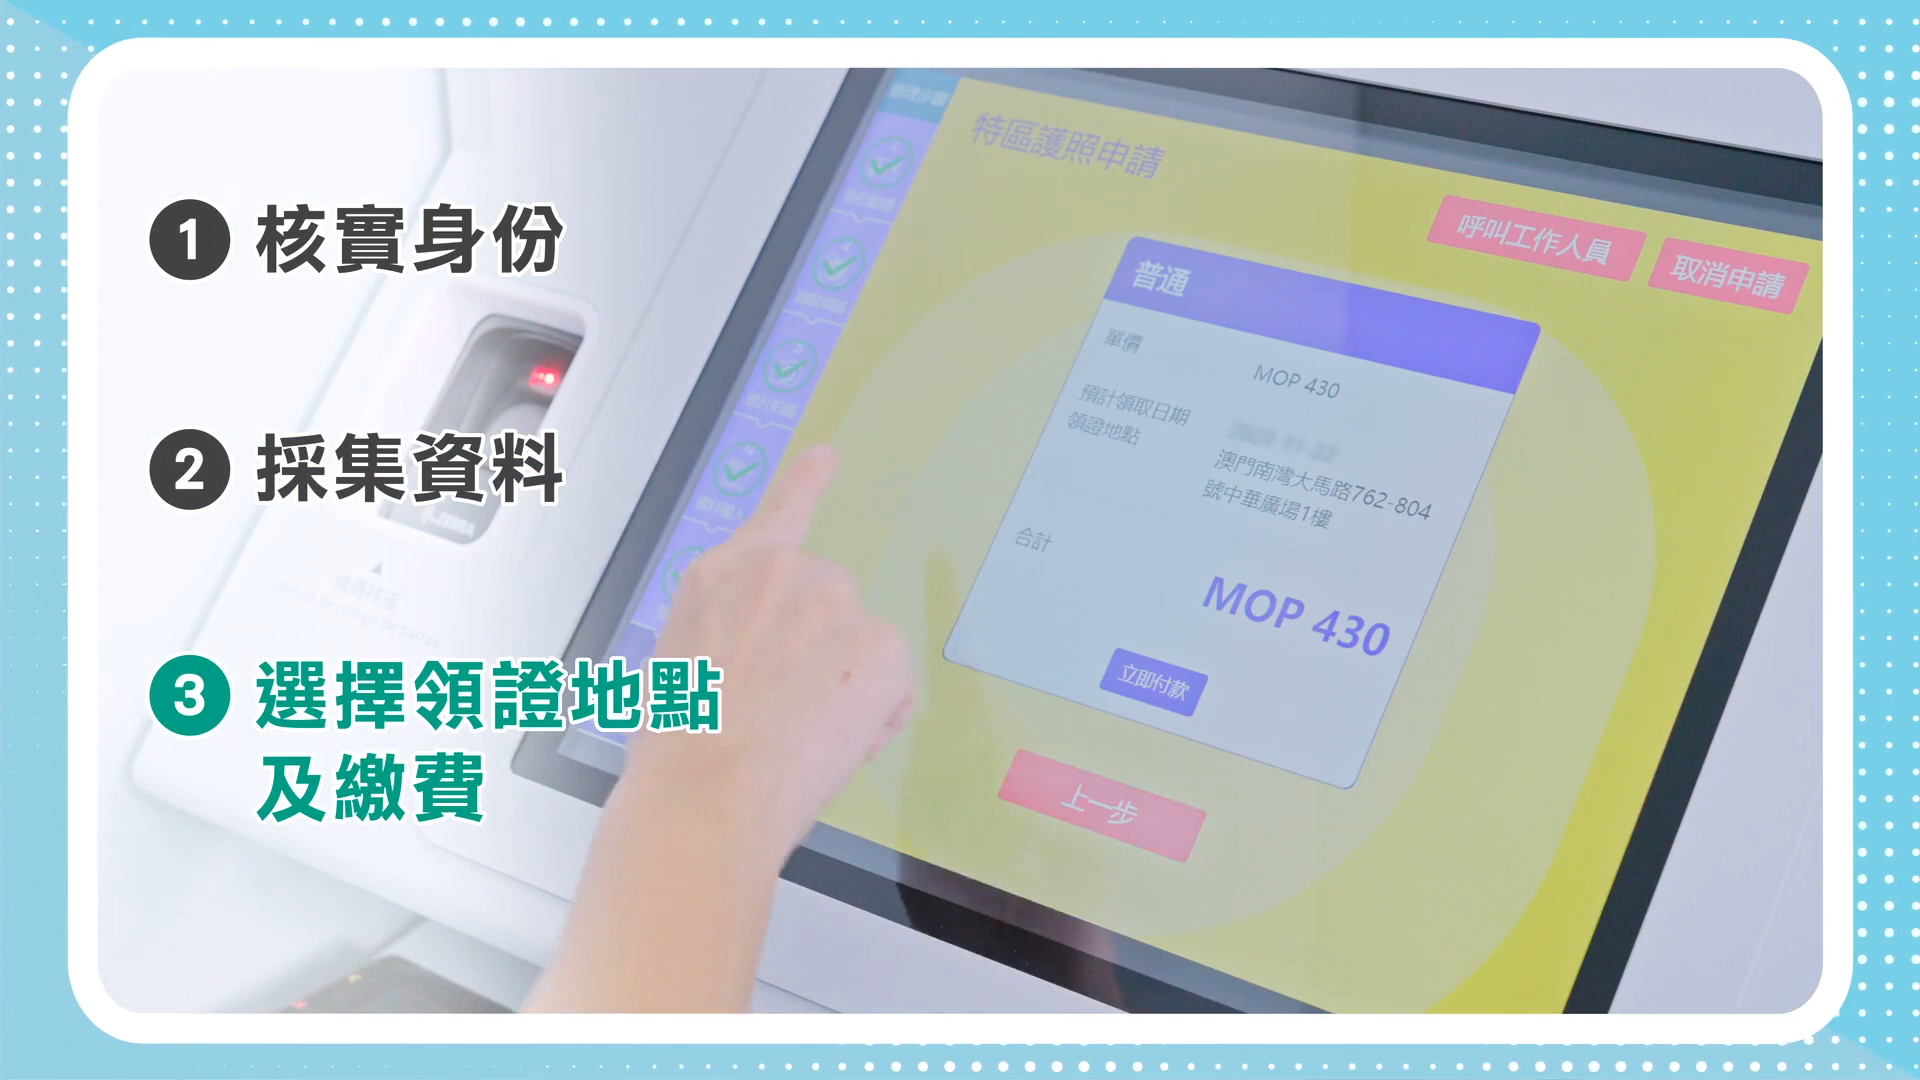 1 核實身份
2 採集資料
3 選擇領證地點
及繳費
特區護照申請
呼叫工作人員
取消申請
普通
單價
MOP 430
預計領取日期
領證地點
澳門南灣大馬路762-804
號中華廣場1樓
合計
MOP 430
立即付款
上一步